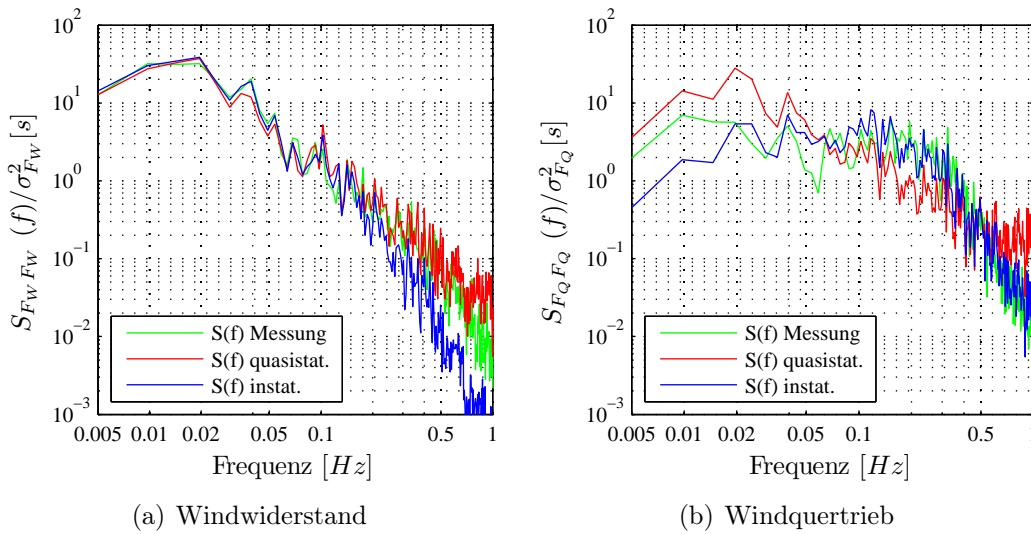 10^2
10^1
10^0
10^-1
10^-2
10^-3
S_{F_W F_W} (f)/σ²_{F_W} [s]
S(f) Messung
S(f) quasistat.
S(f) instat.
0.005 0.01 0.02 0.05 0.1 0.5 1
Frequenz [Hz]
(a) Windwiderstand
10^2
10^1
10^0
10^-1
10^-2
10^-3
S_{F_Q F_Q} (f)/σ²_{F_Q} [s]
S(f) Messung
S(f) quasistat.
S(f) instat.
0.005 0.01 0.02 0.05 0.1 0.5 1
Frequenz [Hz]
(b) Windquertrieb